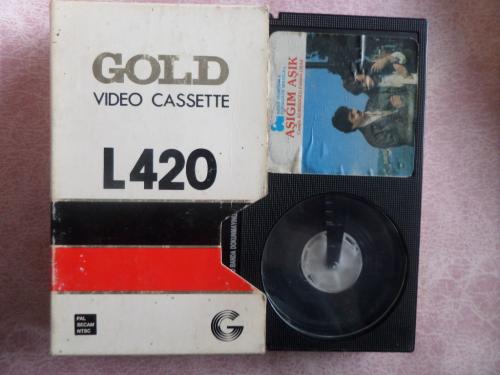 GOLD
VIDEO CASSETTE
L420
PAL
SECAM
NTSC
G
AŞIĞIM AŞIK